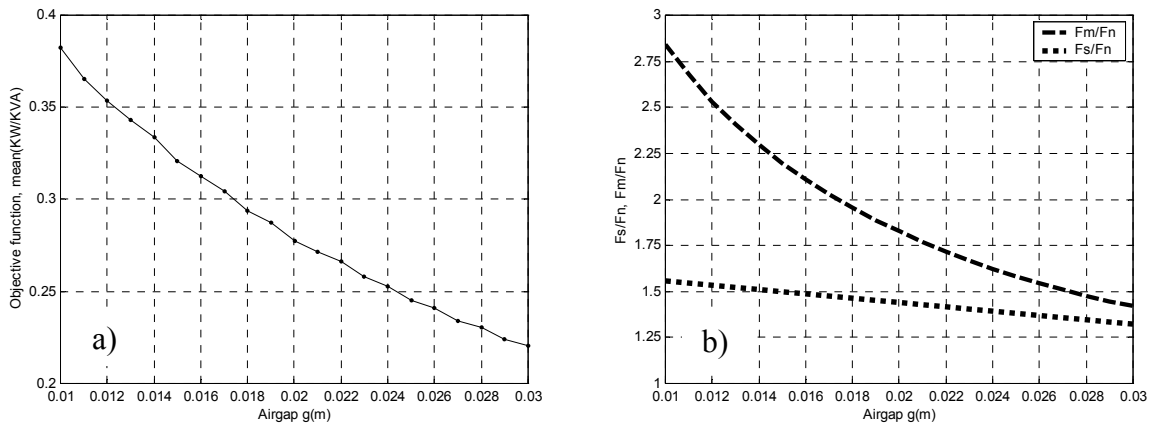 Objective function, mean(KW/KVA)
0.4
0.35
0.3
0.25
0.2
0.01 0.012 0.014 0.016 0.018 0.02 0.022 0.024 0.026 0.028 0.03
Airgap g(m)
a)
Fs/Fn, Fm/Fn
3
2.75
2.5
2.25
2
1.75
1.5
1.25
1
0.01 0.012 0.014 0.016 0.018 0.02 0.022 0.024 0.026 0.028 0.03
Airgap g(m)
Fm/Fn
Fs/Fn
b)